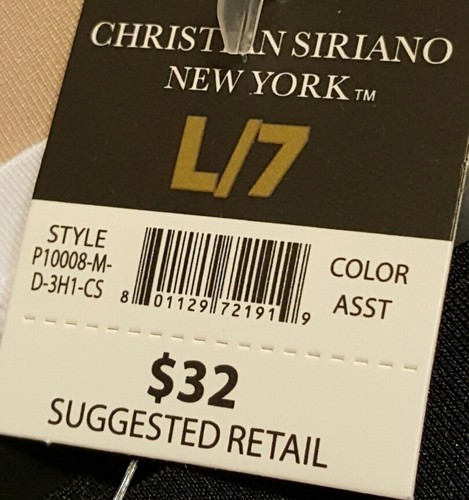 CHRISTIAN SIRIANO
NEW YORK™
L/7
STYLE
P10008-M-
D-3H1-CS
COLOR
ASST
8 01129 72191 9
$32
SUGGESTED RETAIL